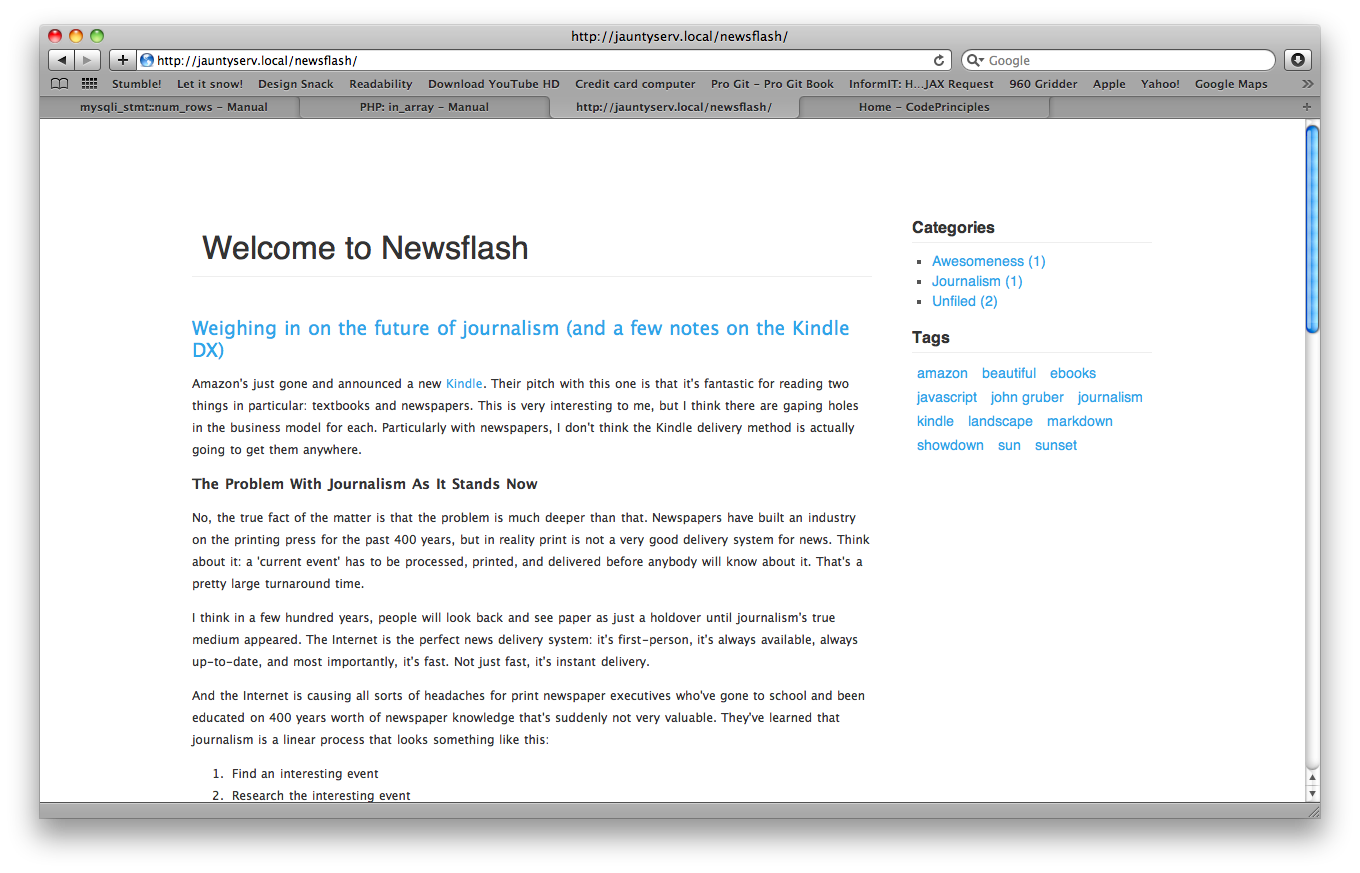 http://jauntyserv.local/newsflash/
http://jauntyserv.local/newsflash/
Google
Stumble! Let it snow! Design Snack Readability Download YouTube HD Credit card computer Pro Git – Pro Git Book InformIT: H...JAX Request 960 Gridder Apple Yahoo! Google Maps
mysqli_stmt::num_rows – Manual PHP: in_array – Manual http://jauntyserv.local/newsflash/ Home – CodePrinciples
Welcome to Newsflash
Weighing in on the future of journalism (and a few notes on the Kindle
DX)
Amazon's just gone and announced a new Kindle. Their pitch with this one is that it's fantastic for reading two
things in particular: textbooks and newspapers. This is very interesting to me, but I think there are gaping holes
in the business model for each. Particularly with newspapers, I don't think the Kindle delivery method is actually
going to get them anywhere.
The Problem With Journalism As It Stands Now
No, the true fact of the matter is that the problem is much deeper than that. Newspapers have built an industry
on the printing press for the past 400 years, but in reality print is not a very good delivery system for news. Think
about it: a 'current event' has to be processed, printed, and delivered before anybody will know about it. That's a
pretty large turnaround time.
I think in a few hundred years, people will look back and see paper as just a holdover until journalism's true
medium appeared. The Internet is the perfect news delivery system: it's first-person, it's always available, always
up-to-date, and most importantly, it's fast. Not just fast, it's instant delivery.
And the Internet is causing all sorts of headaches for print newspaper executives who've gone to school and been
educated on 400 years worth of newspaper knowledge that's suddenly not very valuable. They've learned that
journalism is a linear process that looks something like this:
1. Find an interesting event
2. Research the interesting event
Categories
Awesomeness (1)
Journalism (1)
Unfiled (2)
Tags
amazon beautiful ebooks
javascript john gruber journalism
kindle landscape markdown
showdown sun sunset